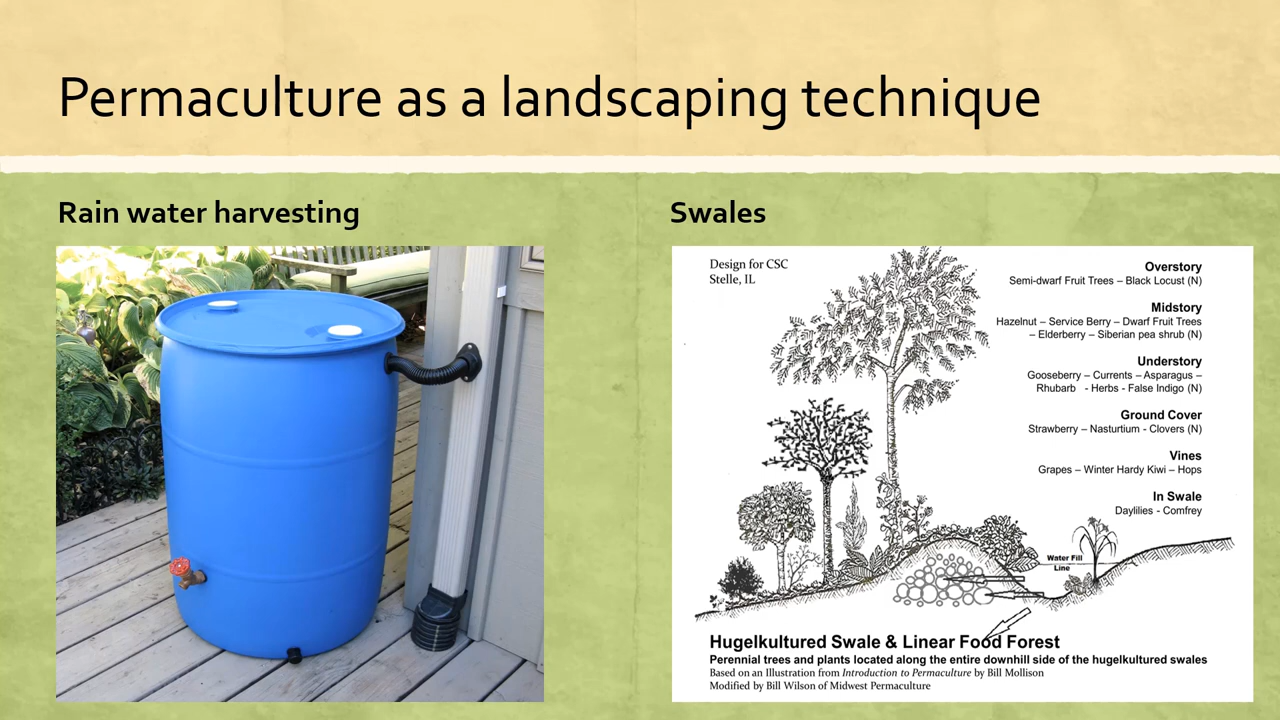 Permaculture as a landscaping technique
Rain water harvesting
Swales
Design for CSC
Stelle, IL
Overstory
Semi-dwarf Fruit Trees – Black Locust (N)
Midstory
Hazelnut – Service Berry – Dwarf Fruit Trees
– Elderberry – Siberian pea shrub (N)
Understory
Gooseberry – Currents – Asparagus –
Rhubarb - Herbs - False Indigo (N)
Ground Cover
Strawberry – Nasturtium - Clovers (N)
Vines
Grapes – Winter Hardy Kiwi – Hops
In Swale
Daylilies - Comfrey
Water Fill
Line
Hugelkultured Swale & Linear Food Forest
Perennial trees and plants located along the entire downhill side of the hugelkultured swales
Based on an Illustration from Introduction to Permaculture by Bill Mollison
Modified by Bill Wilson of Midwest Permaculture